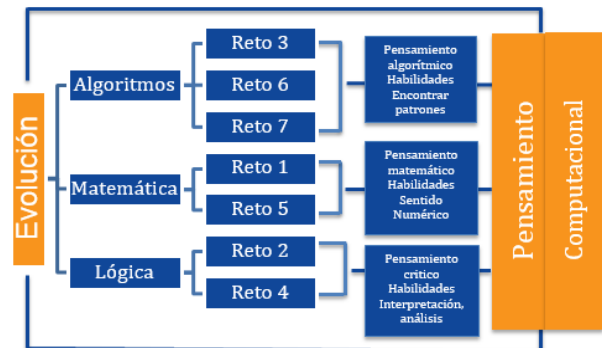 Evolución
Algoritmos
Reto 3
Reto 6
Reto 7
Pensamiento
algorítmico
Habilidades
Encontrar
patrones
Matemática
Reto 1
Reto 5
Pensamiento
matemático
Habilidades
Sentido
Numérico
Lógica
Reto 2
Reto 4
Pensamiento
critico
Habilidades
Interpretación,
análisis
Pensamiento
Computacional